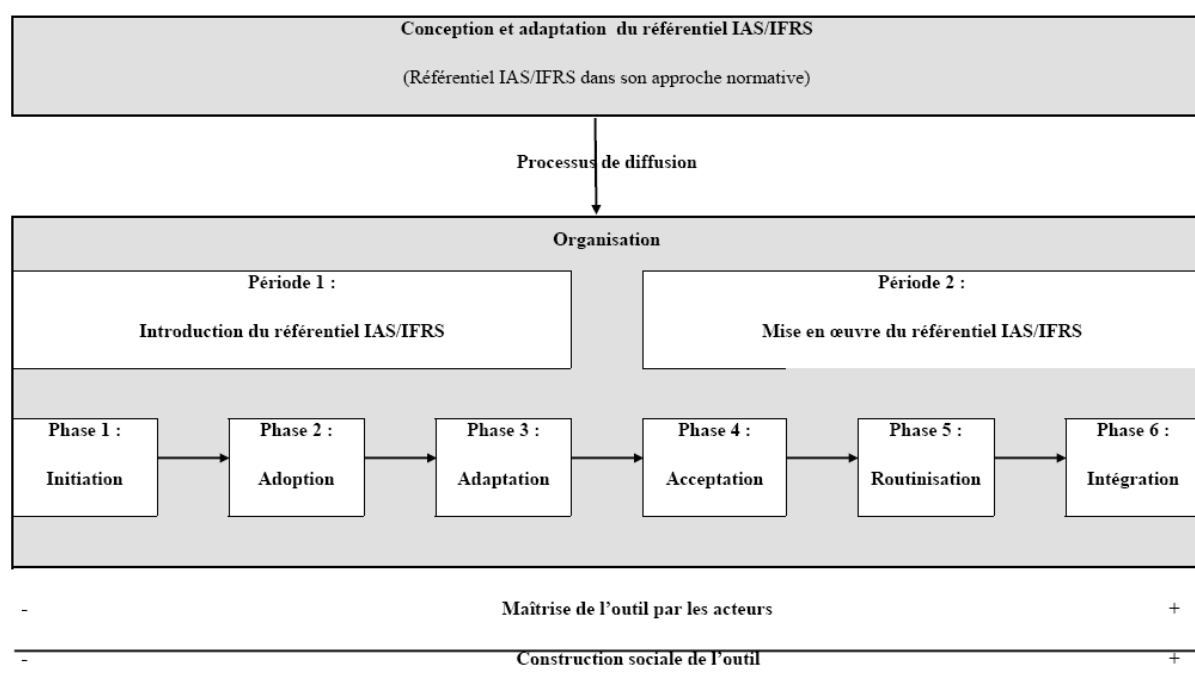 Conception et adaptation du référentiel IAS/IFRS
(Référentiel IAS/IFRS dans son approche normative)
Processus de diffusion
Organisation
Période 1 :
Introduction du référentiel IAS/IFRS
Période 2 :
Mise en œuvre du référentiel IAS/IFRS
Phase 1 :
Initiation
Phase 2 :
Adoption
Phase 3 :
Adaptation
Phase 4 :
Acceptation
Phase 5 :
Routinisation
Phase 6 :
Intégration
- Maîtrise de l’outil par les acteurs +
- Construction sociale de l’outil +